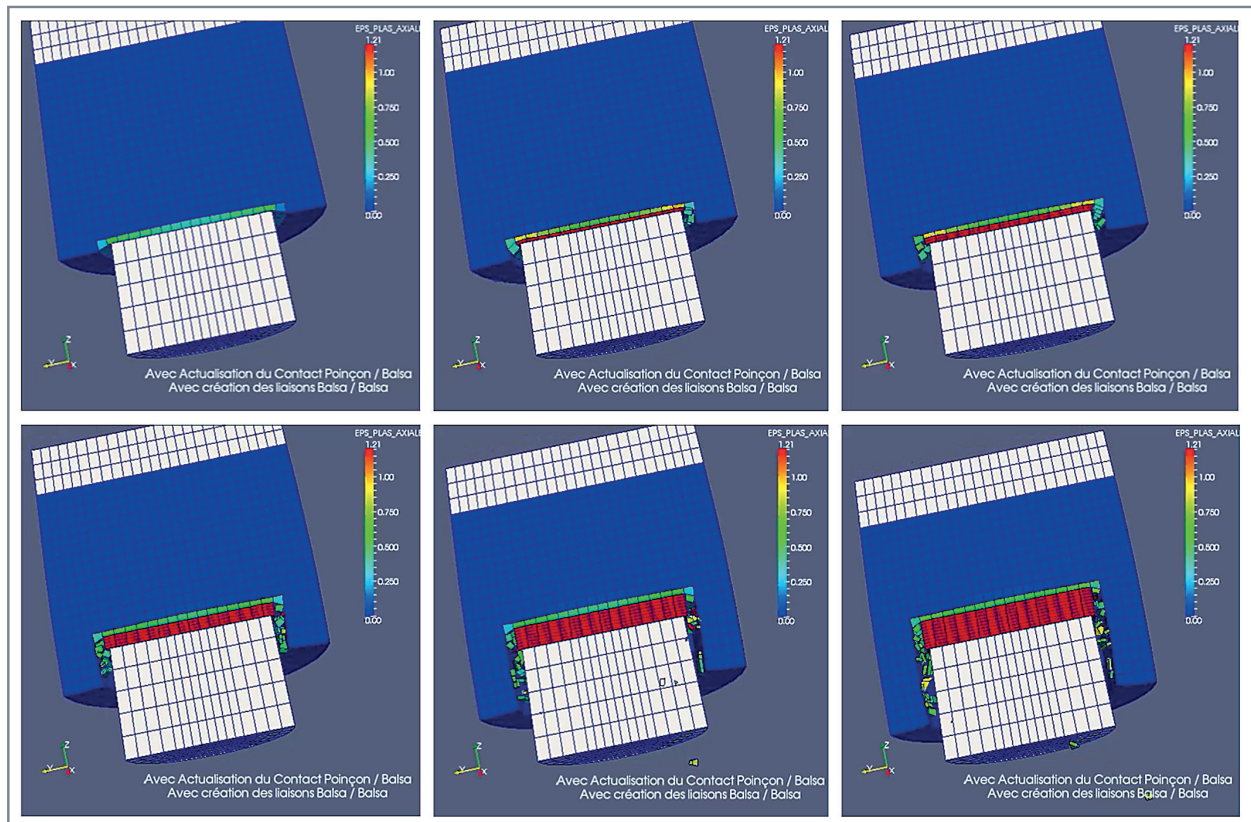 EPS_PLAS_AXIALE
1.21
1.00
0.750
0.500
0.250
0.00
Z
Y
X
Avec Actualisation du Contact Poinçon / Balsa
Avec création des liaisons Balsa / Balsa
EPS_PLAS_AXIALE
1.21
1.00
0.750
0.500
0.250
0.00
Z
Y
X
Avec Actualisation du Contact Poinçon / Balsa
Avec création des liaisons Balsa / Balsa
EPS_PLAS_AXIALE
1.21
1.00
0.750
0.500
0.250
0.00
Z
Y
X
Avec Actualisation du Contact Poinçon / Balsa
Avec création des liaisons Balsa / Balsa
EPS_PLAS_AXIALE
1.21
1.00
0.750
0.500
0.250
0.00
Z
Y
X
Avec Actualisation du Contact Poinçon / Balsa
Avec création des liaisons Balsa / Balsa
EPS_PLAS_AXIALE
1.21
1.00
0.750
0.500
0.250
0.00
Z
Y
X
Avec Actualisation du Contact Poinçon / Balsa
Avec création des liaisons Balsa / Balsa
EPS_PLAS_AXIALE
1.21
1.00
0.750
0.500
0.250
0.00
Z
Y
X
Avec Actualisation du Contact Poinçon / Balsa
Avec création des liaisons Balsa / Balsa